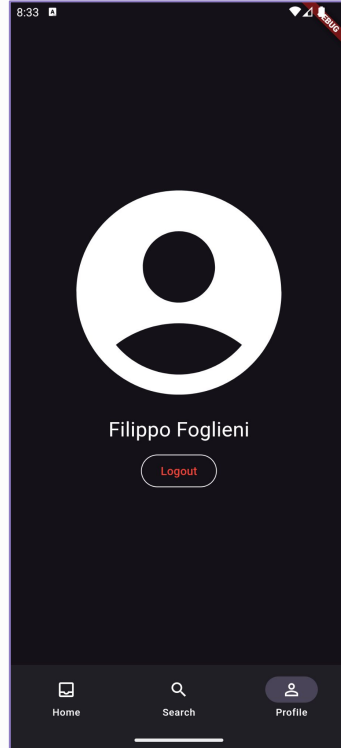 8:33 A
DEBUG
Filippo Foglieni
Logout
Home
Search
Profile